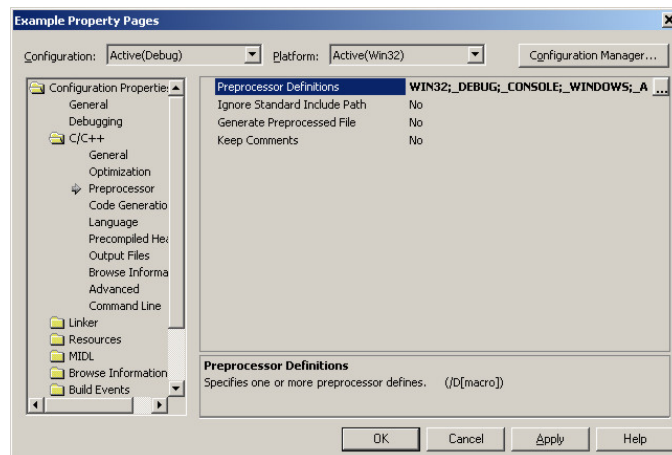 Example Property Pages
Configuration: Active(Debug) Platform: Active(Win32) Configuration Manager...
Configuration Propertie
General
Debugging
C/C++
General
Optimization
Preprocessor
Code Generatio
Language
Precompiled Hea
Output Files
Browse Informa
Advanced
Command Line
Linker
Resources
MIDL
Browse Information
Build Events
Preprocessor Definitions WIN32;_DEBUG;_CONSOLE;_WINDOWS;_A ...
Ignore Standard Include Path No
Generate Preprocessed File No
Keep Comments No
Preprocessor Definitions
Specifies one or more preprocessor defines. (/D[macro])
OK Cancel Apply Help